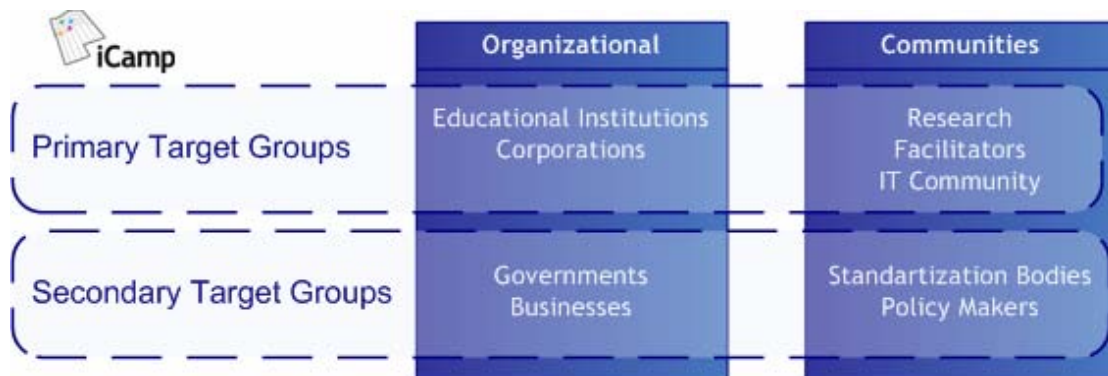 iCamp
Organizational
Communities
Primary Target Groups
Educational Institutions
Corporations
Research
Facilitators
IT Community
Secondary Target Groups
Governments
Businesses
Standartization Bodies
Policy Makers